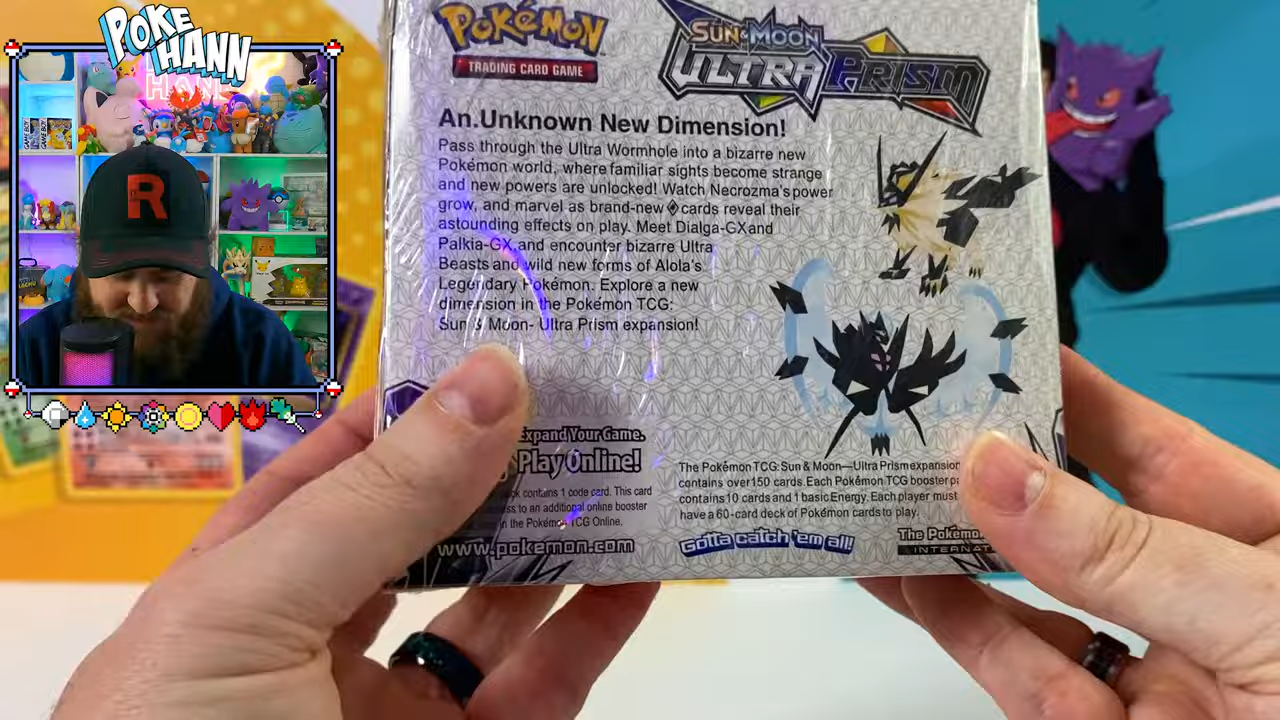 POKE
HANN
R
GAME BOY
Pokémon
TRADING CARD GAME
SUN & MOON
ULTRA PRISM
An Unknown New Dimension!
Pass through the Ultra Wormhole into a bizarre new
Pokémon world, where familiar sights become strange
and new powers are unlocked! Watch Necrozma's power
grow, and marvel as brand-new cards reveal their
astounding effects on play. Meet Dialga-GX and
Palkia-GX, and encounter bizarre Ultra
Beasts and wild new forms of Alola's
Legendary Pokémon. Explore a new
dimension in the Pokémon TCG:
Sun & Moon- Ultra Prism expansion!
Expand Your Game.
Play Online!
contains 1 code card. This card
to an additional online booster
in the Pokémon TCG Online.
www.pokemon.com
The Pokémon TCG: Sun & Moon—Ultra Prism expansion
contains over 150 cards. Each Pokémon TCG booster
contains 10 cards and 1 basic Energy. Each player must
have a 60-card deck of Pokémon cards to play.
Gotta catch 'em all!
The